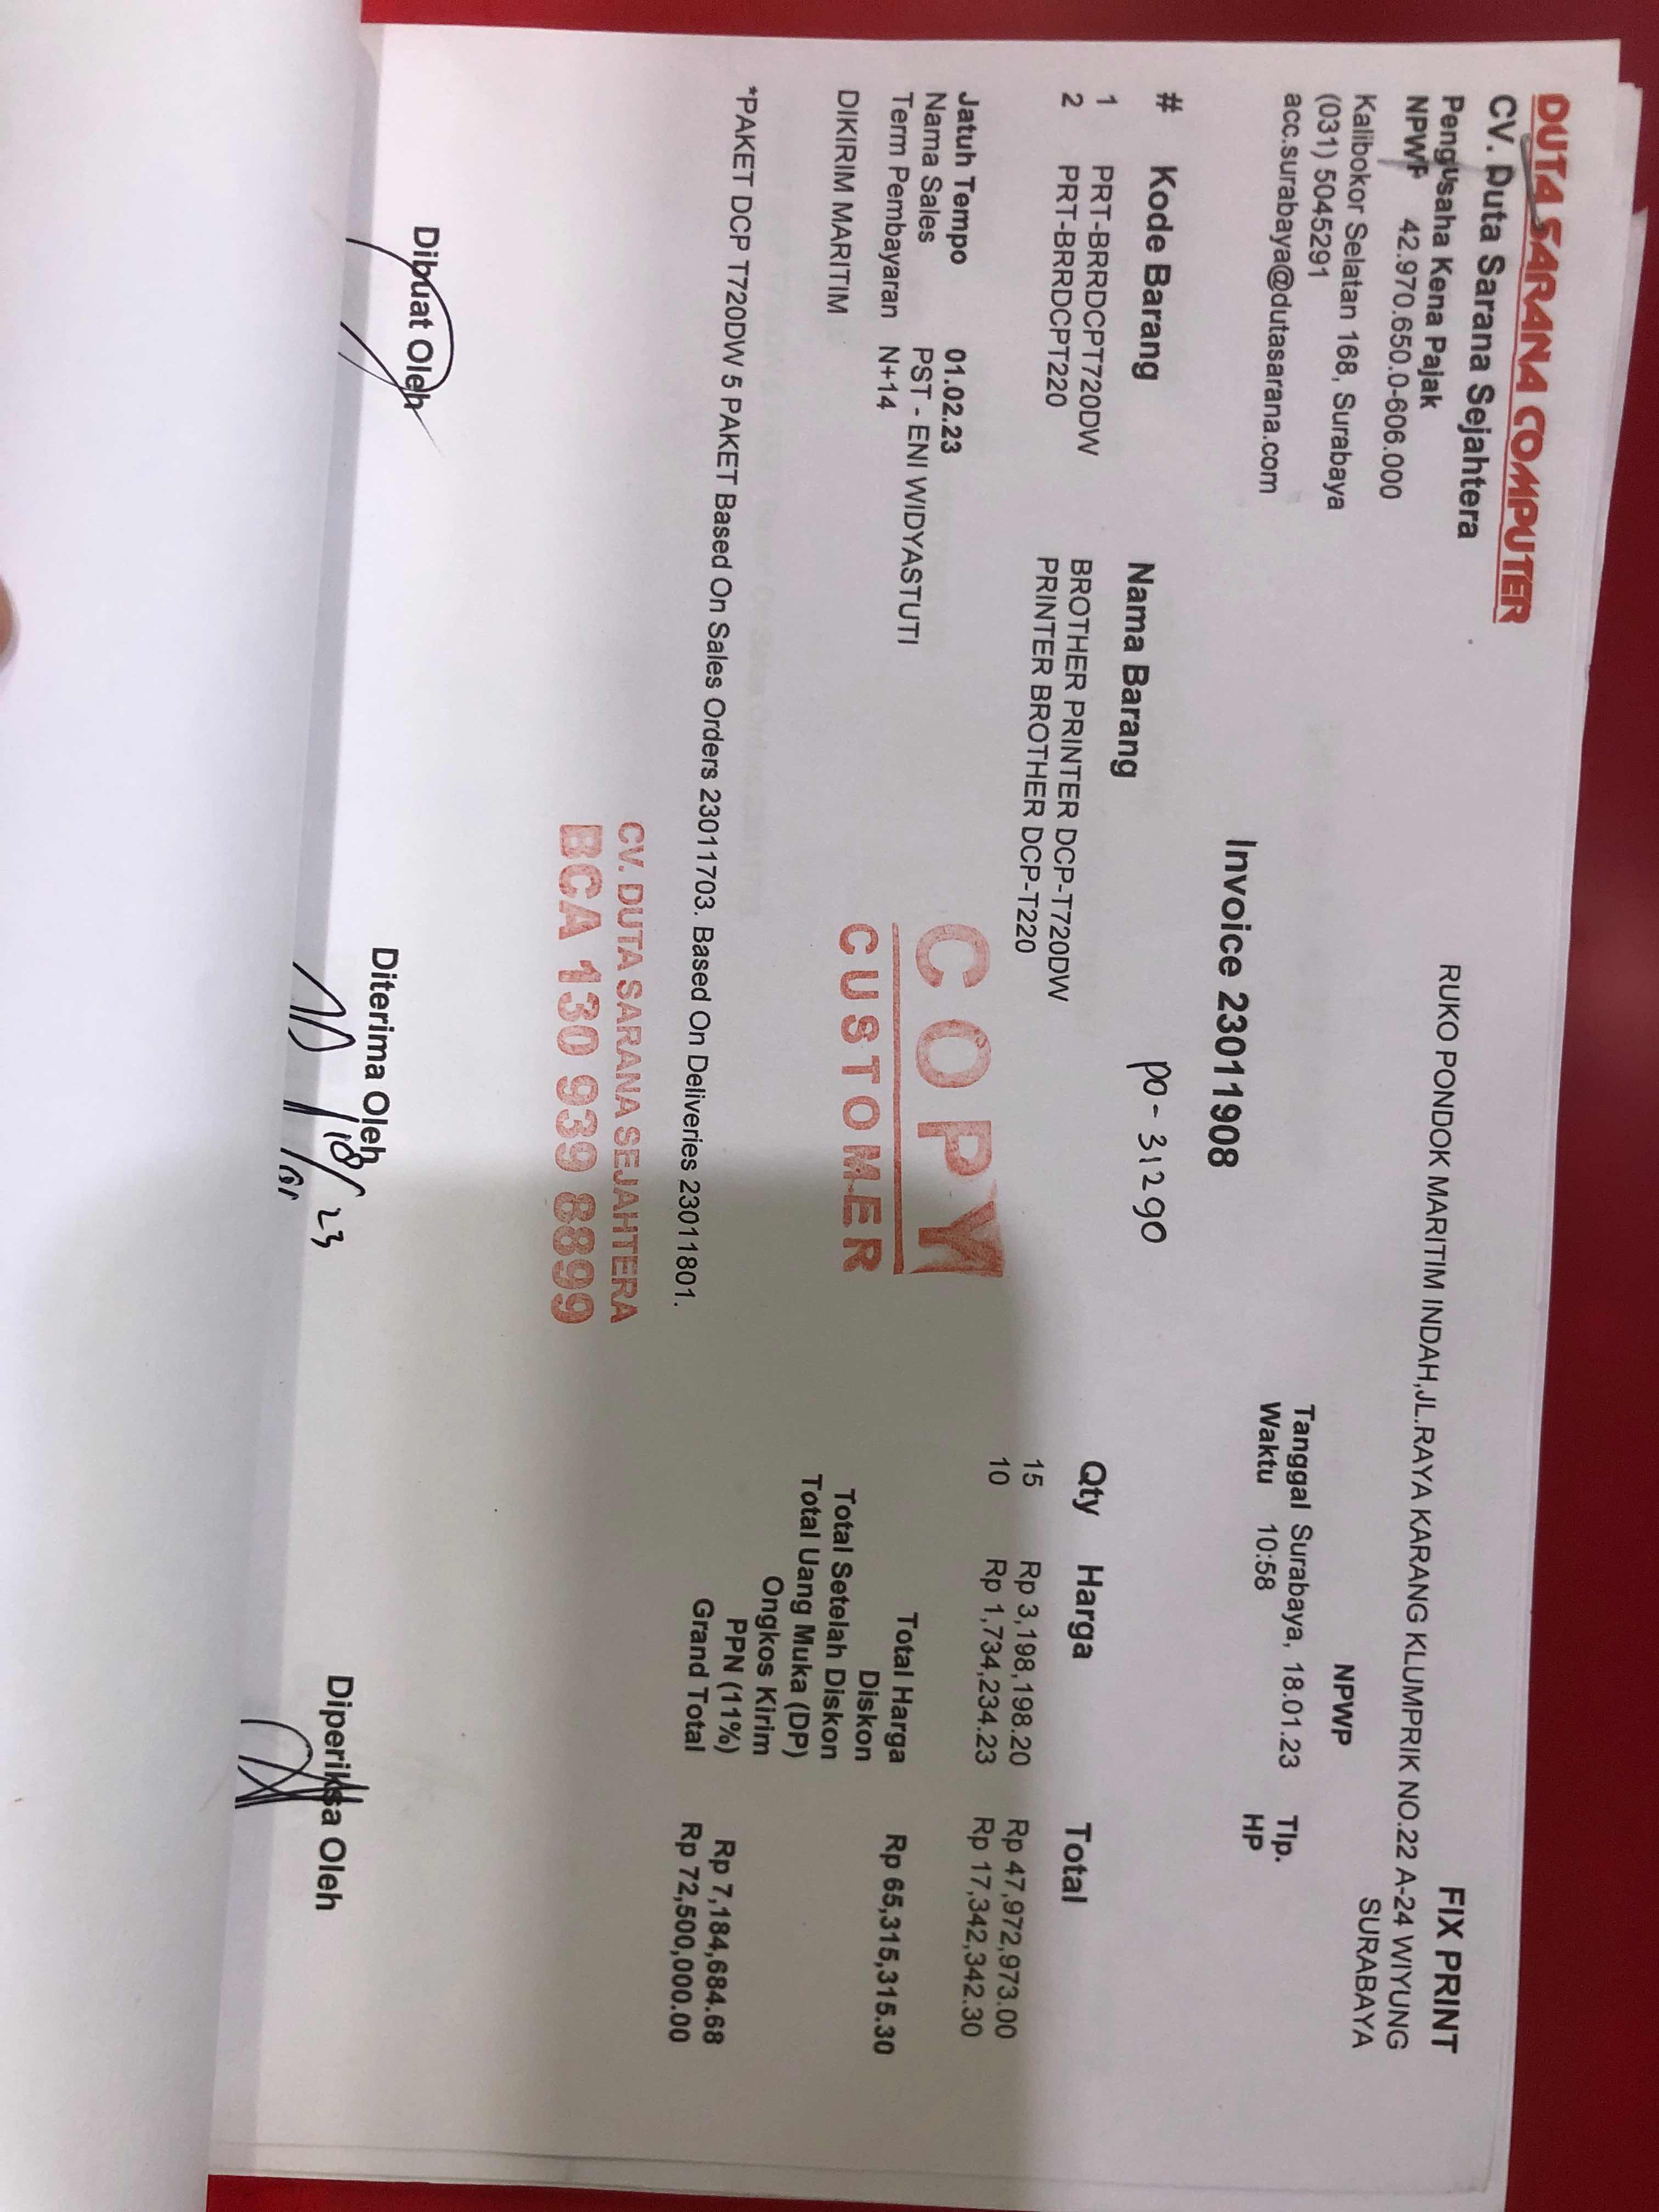 DUTA SARANA COMPUTER
CV. Duta Sarana Sejahtera
Pengusaha Kena Pajak
NPWP 42.970.650.0-606.000
Kalibokor Selatan 168, Surabaya
(031) 5045291
acc.surabaya@dutasarana.com
FIX PRINT
RUKO PONDOK MARITIM INDAH,JL.RAYA KARANG KLUMPRIK NO.22 A-24 WIYUNG
SURABAYA
NPWP
Tanggal Surabaya, 18.01.23 Tlp.
Waktu 10:58 HP
Invoice 23011908
PO - 31290
# Kode Barang Nama Barang Qty Harga Total
1 PRT-BRRDCPT720DW BROTHER PRINTER DCP-T720DW 15 Rp 3,198,198.20 Rp 47,972,973.00
2 PRT-BRRDCPT220 PRINTER BROTHER DCP-T220 10 Rp 1,734,234.23 Rp 17,342,342.30
Jatuh Tempo 01.02.23
Nama Sales PST - ENI WIDYASTUTI
Term Pembayaran N+14
DIKIRIM MARITIM
COPY
CUSTOMER
Total Harga Rp 65,315,315.30
Diskon
Total Setelah Diskon
Total Uang Muka (DP)
Ongkos Kirim
PPN (11%) Rp 7,184,684.68
Grand Total Rp 72,500,000.00
*PAKET DCP T720DW 5 PAKET Based On Sales Orders 23011703. Based On Deliveries 23011801.
CV. DUTA SARANA SEJAHTERA
BCA 130 939 8899
Dibuat Oleh Diterima Oleh Diperiksa Oleh
18/01 23